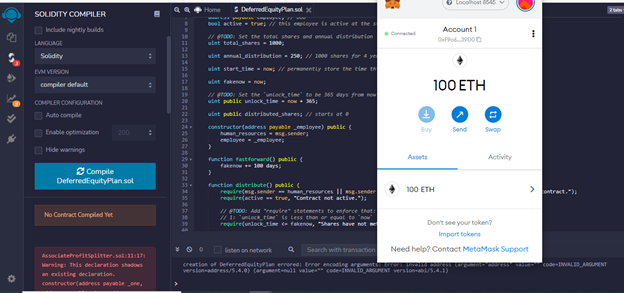 SOLIDITY COMPILER
Include nightly builds
LANGUAGE
Solidity
EVM VERSION
compiler default
COMPILER CONFIGURATION
Auto compile
Enable optimization
200
Hide warnings
Compile
DeferredEquityPlan.sol
No Contract Compiled Yet
AssociateProfitSplitter.sol:11:17:
Warning: This declaration shadows
an existing declaration.
constructor(address payable _one,
Home
DeferredEquityPlan.sol
2 tabs
bool active = true; // this employee is active at the s
// @TODO: Set the total shares and annual distribution
uint total_shares = 1000;
uint annual_distribution = 250; // 1000 shares for 4 ye
uint start_time = now; // permanently store the time th
uint fakenow = now;
// @TODO: Set the `unlock_time` to be 365 days from now
uint public unlock_time = now + 365;
uint public distributed_shares; // starts at 0
constructor(address payable _employee) public {
human_resources = msg.sender;
employee = _employee;
}
function fastforward() public {
fakenow += 100 days;
}
function distribute() public {
require(msg.sender == human_resources || msg.sender
contract.");
require(active == true, "Contract not active.");
// @TODO: Add "require" statements to enforce that:
// 1: `unlock_time` is less than or equal to `now`
require(unlock_time <= fakenow, "Shares have not
0
listen on network
Search with transaction
creation of DeferredEquityPlan errored: Error encoding arguments: Error: invalid address (argument="address" value="" code=INVALID_ARGUMENT
version=address/5.4.0) (argument=null value="" code=INVALID_ARGUMENT version=abi/5.4.1)
>
Localhost 8545
Connected
Account 1
100 ETH
Buy
Send
Swap
Assets
Activity
100 ETH
Don't see your token?
Import tokens
Need help? Contact MetaMask Support